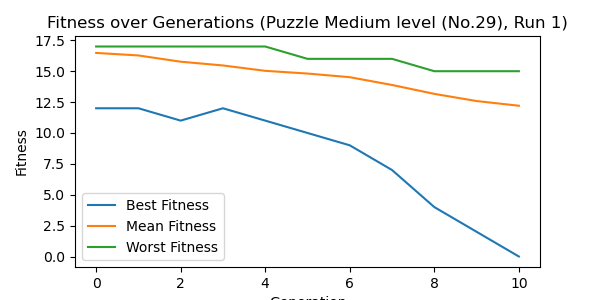 Fitness over Generations (Puzzle Medium level (No.29), Run 1)
17.5
15.0
12.5
10.0
7.5
5.0
2.5
0.0
Fitness
Best Fitness
Mean Fitness
Worst Fitness
0 2 4 6 8 10
Generation